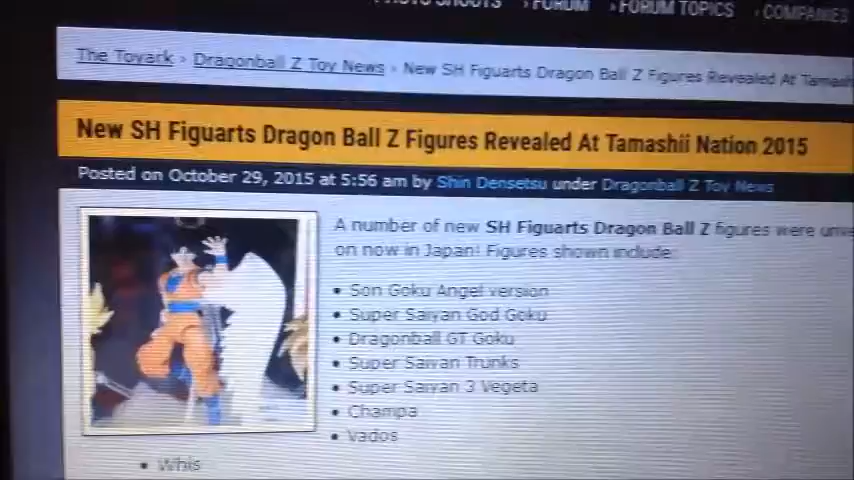 PHOTO SHOOTS › FORUM › FORUM TOPICS › COMPANIES
The Toyark › Dragonball Z Toy News › New SH Figuarts Dragon Ball Z Figures Revealed At Tamash
New SH Figuarts Dragon Ball Z Figures Revealed At Tamashii Nation 2015
Posted on October 29, 2015 at 5:56 am by Shin Densetsu under Dragonball Z Toy News
A number of new SH Figuarts Dragon Ball Z figures were unve
on now in Japan! Figures shown include:
• Son Goku Angel version
• Super Saiyan God Goku
• Dragonball GT Goku
• Super Saiyan Trunks
• Super Saiyan 3 Vegeta
• Champa
• Vados
• Whis